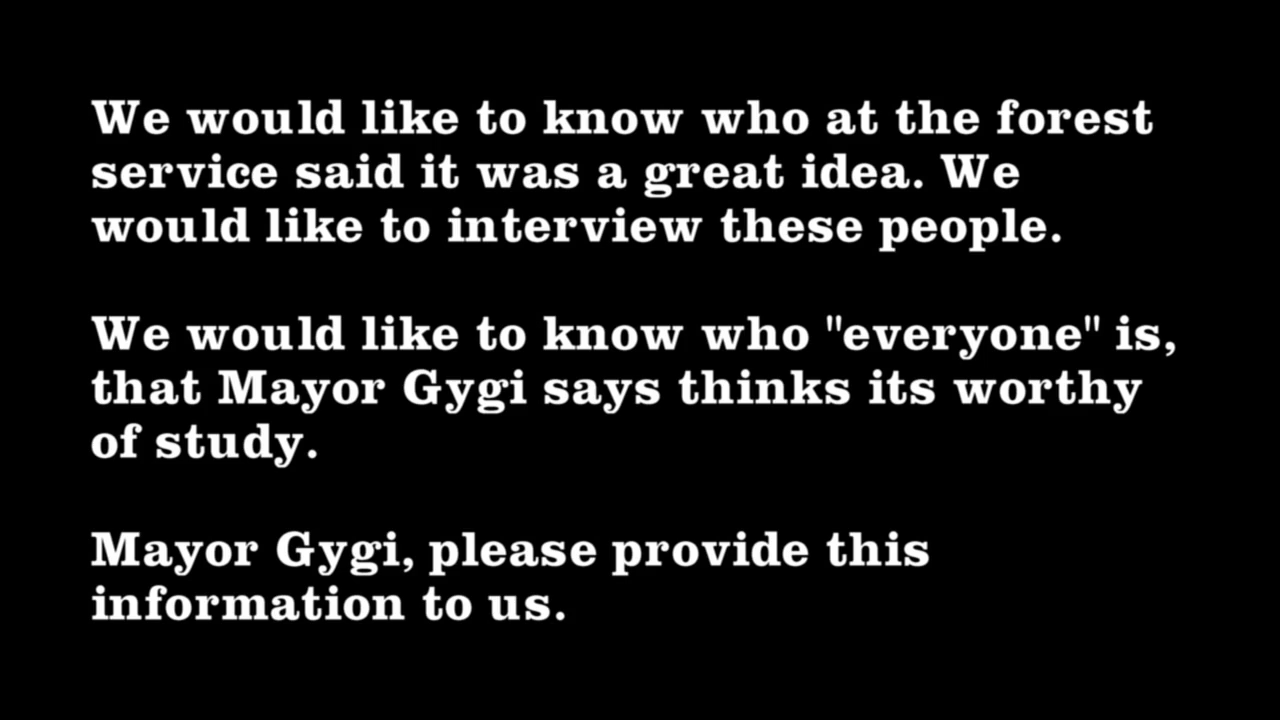 We would like to know who at the forest
service said it was a great idea. We
would like to interview these people.
We would like to know who "everyone" is,
that Mayor Gygi says thinks its worthy
of study.
Mayor Gygi, please provide this
information to us.